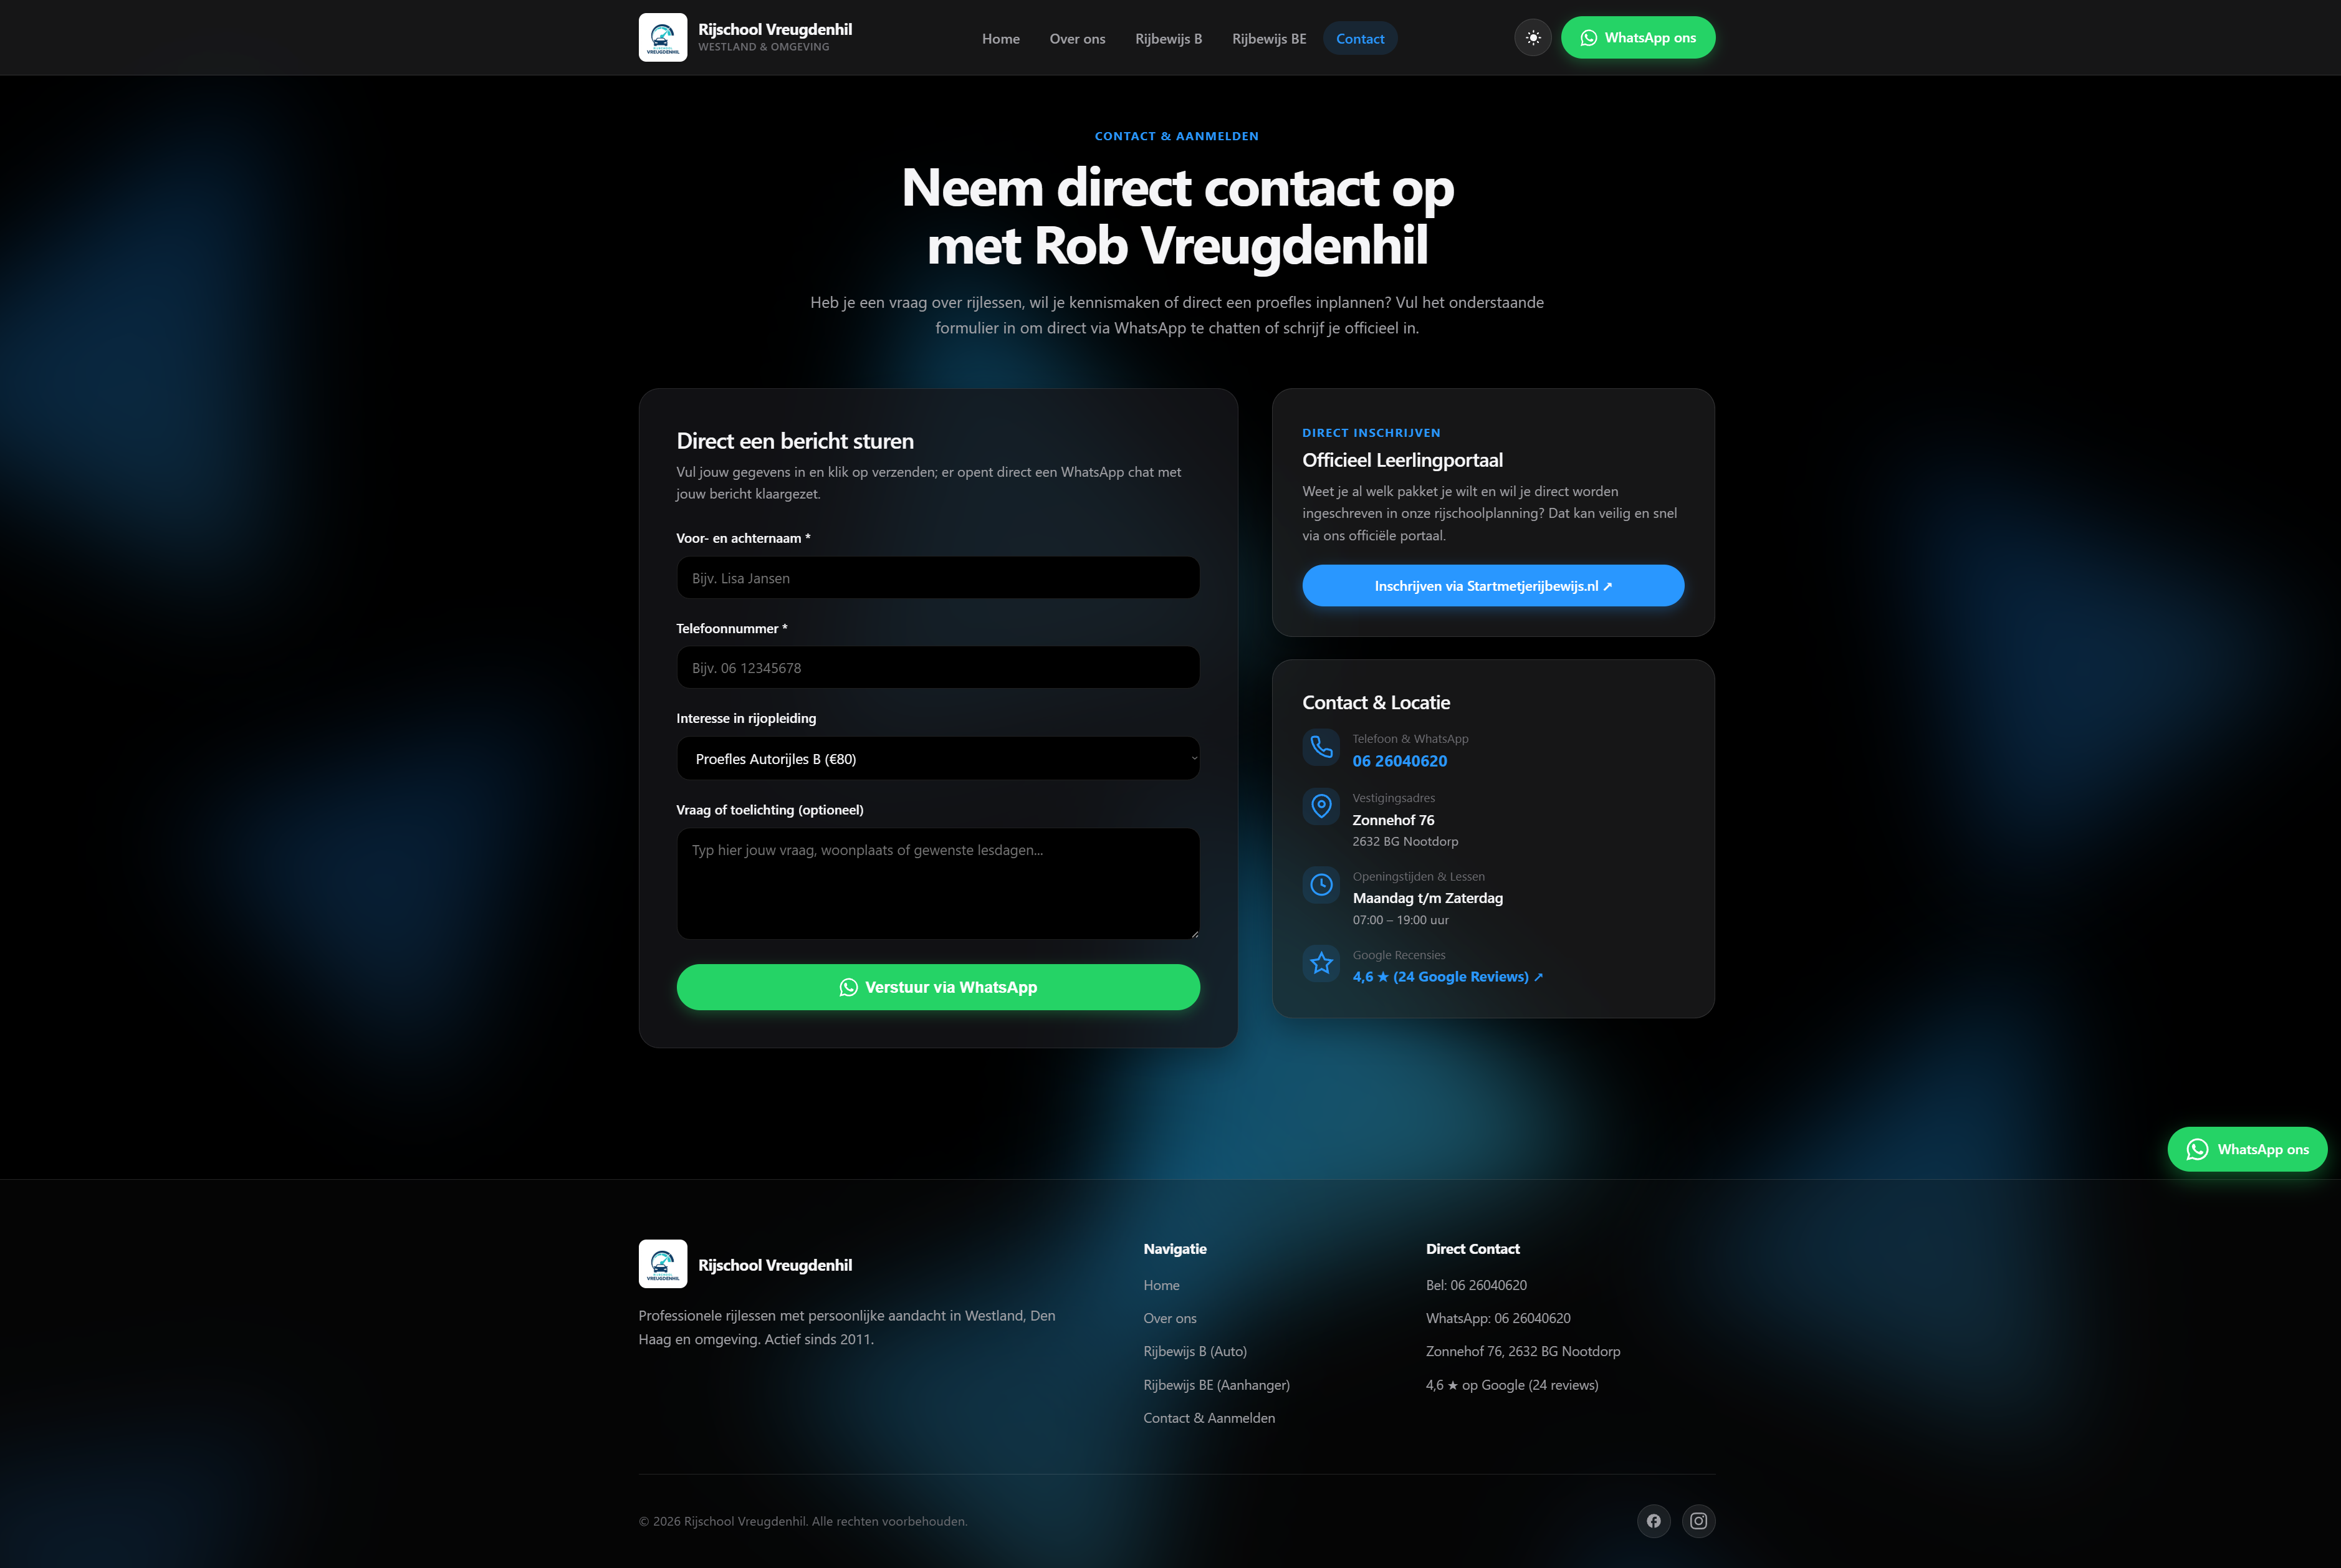 VREUGDENHIL
Rijschool Vreugdenhil
WESTLAND & OMGEVING
Home
Over ons
Rijbewijs B
Rijbewijs BE
Contact
WhatsApp ons
CONTACT & AANMELDEN
Neem direct contact op
met Rob Vreugdenhil
Heb je een vraag over rijlessen, wil je kennismaken of direct een proefles inplannen? Vul het onderstaande
formulier in om direct via WhatsApp te chatten of schrijf je officieel in.
Direct een bericht sturen
Vul jouw gegevens in en klik op verzenden; er opent direct een WhatsApp chat met
jouw bericht klaargezet.
Voor- en achternaam *
Bijv. Lisa Jansen
Telefoonnummer *
Bijv. 06 12345678
Interesse in rijopleiding
Proefles Autorijles B (€80)
Vraag of toelichting (optioneel)
Typ hier jouw vraag, woonplaats of gewenste lesdagen...
Verstuur via WhatsApp
DIRECT INSCHRIJVEN
Officieel Leerlingportaal
Weet je al welk pakket je wilt en wil je direct worden
ingeschreven in onze rijschoolplanning? Dat kan veilig en snel
via ons officiële portaal.
Inschrijven via Startmetjerijbewijs.nl ↗
Contact & Locatie
Telefoon & WhatsApp
06 26040620
Vestigingsadres
Zonnehof 76
2632 BG Nootdorp
Openingstijden & Lessen
Maandag t/m Zaterdag
07:00 – 19:00 uur
Google Recensies
4,6 ★ (24 Google Reviews) ↗
WhatsApp ons
VREUGDENHIL
Rijschool Vreugdenhil
Professionele rijlessen met persoonlijke aandacht in Westland, Den
Haag en omgeving. Actief sinds 2011.
Navigatie
Home
Over ons
Rijbewijs B (Auto)
Rijbewijs BE (Aanhanger)
Contact & Aanmelden
Direct Contact
Bel: 06 26040620
WhatsApp: 06 26040620
Zonnehof 76, 2632 BG Nootdorp
4,6 ★ op Google (24 reviews)
© 2026 Rijschool Vreugdenhil. Alle rechten voorbehouden.